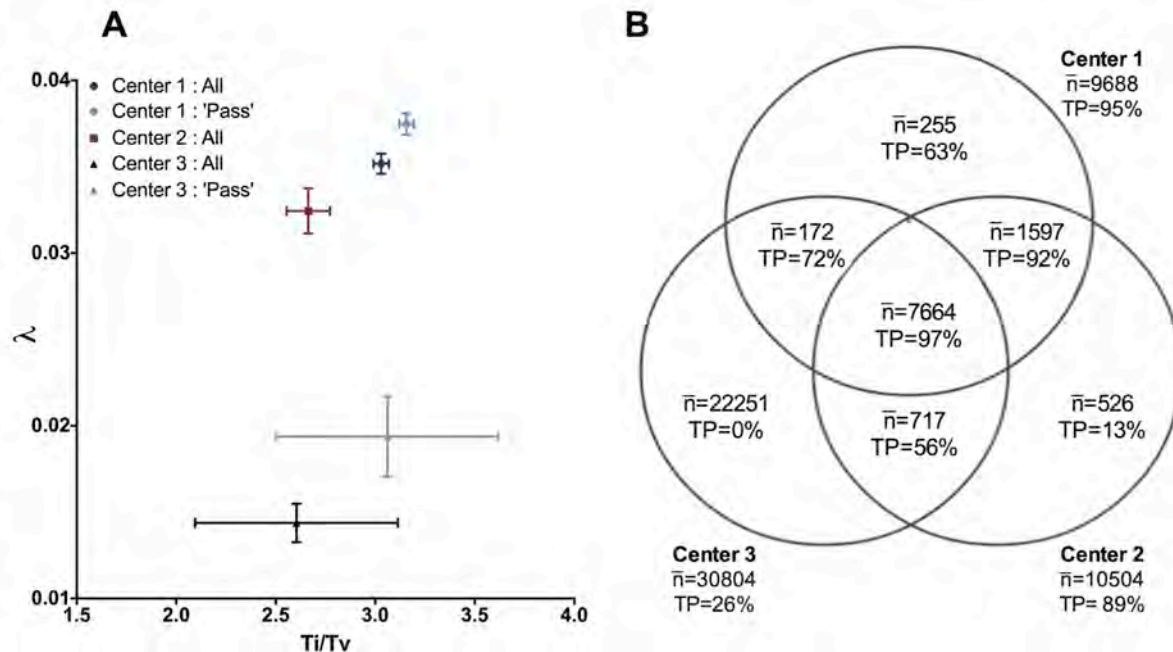 A
0.04
0.03
0.02
0.01
λ
1.5
2.0
2.5
3.0
3.5
4.0
Ti/Tv
Center 1 : All
Center 1 : 'Pass'
Center 2 : All
Center 3 : All
Center 3 : 'Pass'
B
Center 1
n̅=9688
TP=95%
n̅=255
TP=63%
n̅=172
TP=72%
n̅=1597
TP=92%
n̅=7664
TP=97%
n̅=22251
TP=0%
n̅=717
TP=56%
n̅=526
TP=13%
Center 3
n̅=30804
TP=26%
Center 2
n̅=10504
TP= 89%